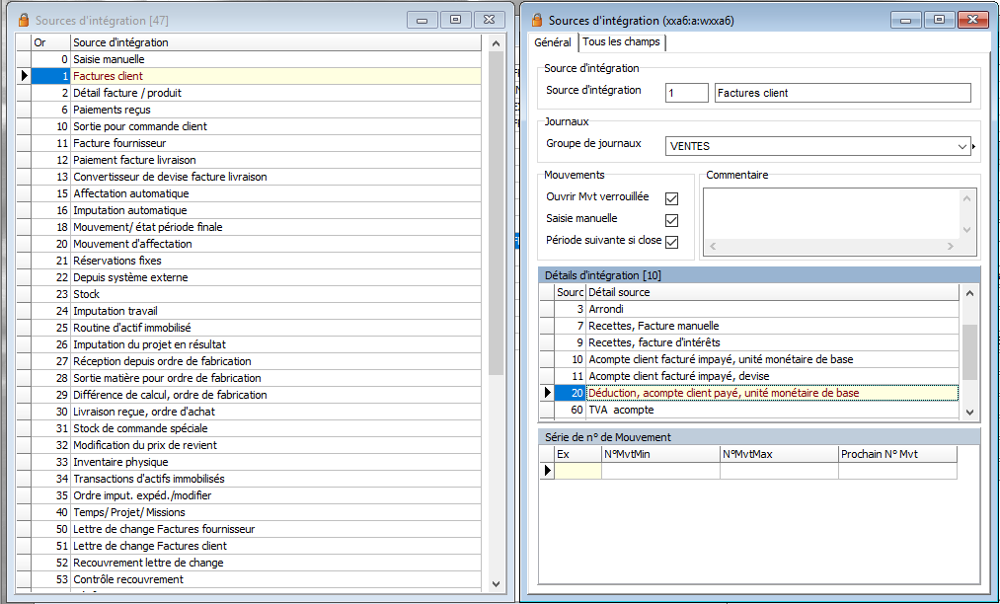 Sources d'intégration [47]
Or Source d'intégration
0 Saisie manuelle
1 Factures client
2 Détail facture / produit
6 Paiements reçus
10 Sortie pour commande client
11 Facture fournisseur
12 Paiement facture livraison
13 Convertisseur de devise facture livraison
15 Affectation automatique
16 Imputation automatique
18 Mouvement/ état période finale
20 Mouvement d'affectation
21 Réservations fixes
22 Depuis système externe
23 Stock
24 Imputation travail
25 Routine d'actif immobilisé
26 Imputation du projet en résultat
27 Réception depuis ordre de fabrication
28 Sortie matière pour ordre de fabrication
29 Différence de calcul, ordre de fabrication
30 Livraison reçue, ordre d'achat
31 Stock de commande spéciale
32 Modification du prix de revient
33 Inventaire physique
34 Transactions d'actifs immobilisés
35 Ordre imput. expéd./modifier
40 Temps/ Projet/ Missions
50 Lettre de change Factures fournisseur
51 Lettre de change Factures client
52 Recouvrement lettre de change
53 Contrôle recouvrement
Sources d'intégration (xxa6:a:wxxa6)
Général Tous les champs
Source d'intégration
Source d'intégration 1 Factures client
Journaux
Groupe de journaux VENTES
Mouvements
Ouvrir Mvt verrouillée
Saisie manuelle
Période suivante si close
Commentaire
Détails d'intégration [10]
Sourc Détail source
3 Arrondi
7 Recettes, Facture manuelle
9 Recettes, facture d'intérêts
10 Acompte client facturé impayé, unité monétaire de base
11 Acompte client facturé impayé, devise
20 Déduction, acompte client payé, unité monétaire de base
60 TVA acompte
Série de n° de Mouvement
Ex N°MvtMin N°MvtMax Prochain N° Mvt